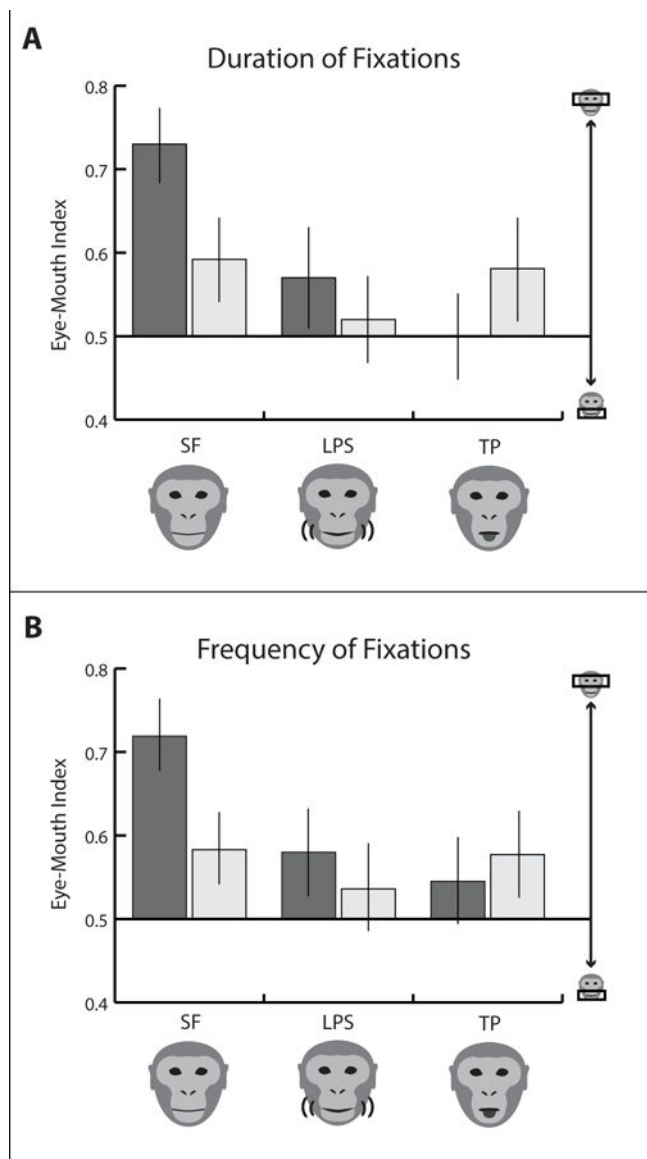 A
Duration of Fixations
Eye-Mouth Index
0.8
0.7
0.6
0.5
0.4
SF LPS TP
B
Frequency of Fixations
Eye-Mouth Index
0.8
0.7
0.6
0.5
0.4
SF LPS TP